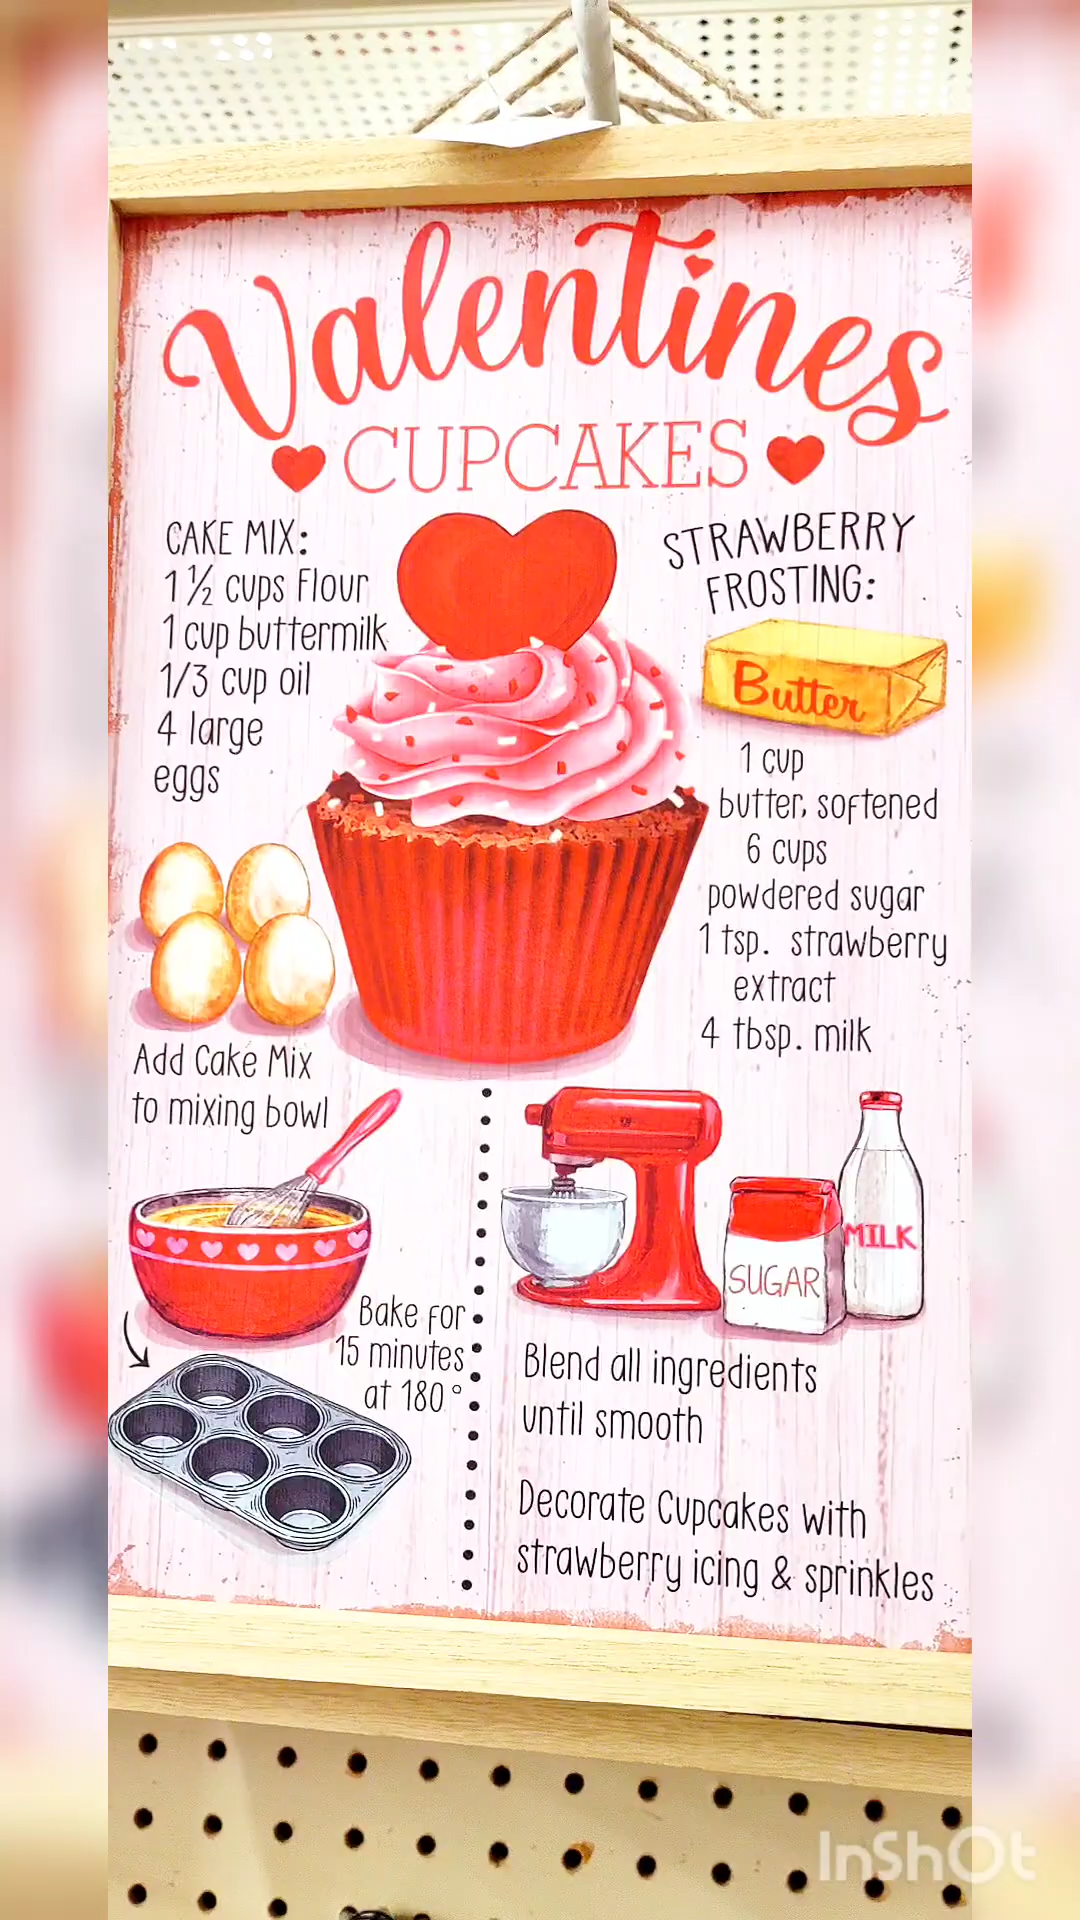 Valentines
CUPCAKES
CAKE MIX:
1 ½ cups Flour
1 cup buttermilk
1/3 cup oil
4 large
eggs
Add Cake Mix
to mixing bowl
Bake for
15 minutes
at 180°
STRAWBERRY
FROSTING:
Butter
1 cup
butter, softened
6 cups
powdered sugar
1 tsp. strawberry
extract
4 tbsp. milk
SUGAR
MILK
Blend all ingredients
until smooth
Decorate Cupcakes with
strawberry icing & sprinkles
InShOt